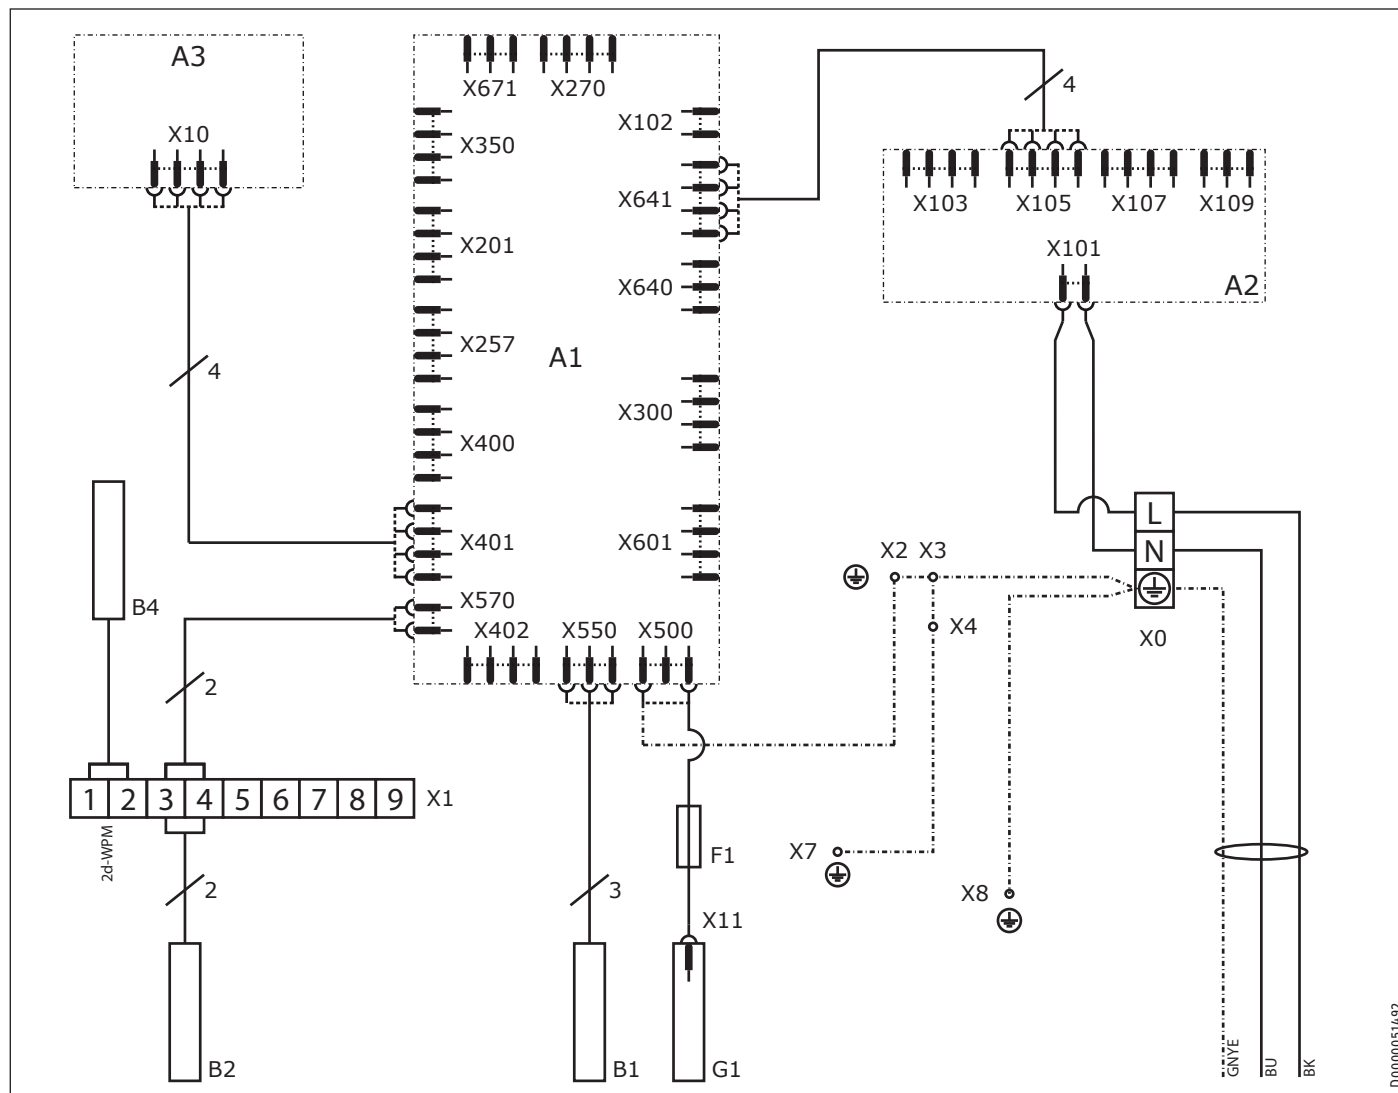 A3
X10
X671 X270
X350
X201
X257
X400
X401
X570
X402 X550 X500
A1
X102
X641
X640
X300
X601
4
X103 X105 X107 X109
X101
A2
4
B4
2
1 2 3 4 5 6 7 8 9 X1
2d-WPM
2
B2
3
B1
F1
X11
G1
X2 X3
X4
X7
X8
L
N
X0
GNYE
BU
BK
D0000051492